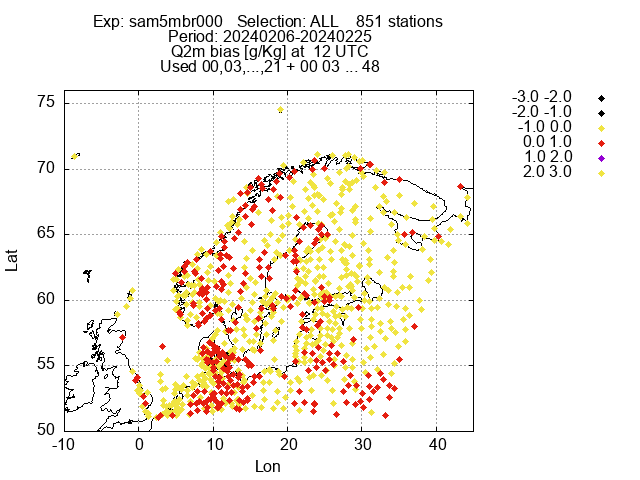 Exp: sam5mbr000 Selection: ALL 851 stations
Period: 20240206-20240225
Q2m bias [g/Kg] at 12 UTC
Used 00,03,...,21 + 00 03 ... 48
-3.0 -2.0
-2.0 -1.0
-1.0 0.0
0.0 1.0
1.0 2.0
2.0 3.0
75
70
65
60
55
50
Lat
-10 0 10 20 30 40
Lon